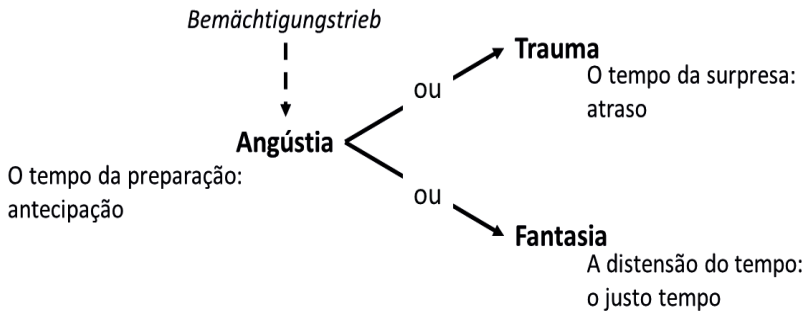 Bemächtigungstrieb
Trauma
O tempo da surpresa:
atraso
ou
Angústia
O tempo da preparação:
antecipação
ou
Fantasia
A distensão do tempo:
o justo tempo